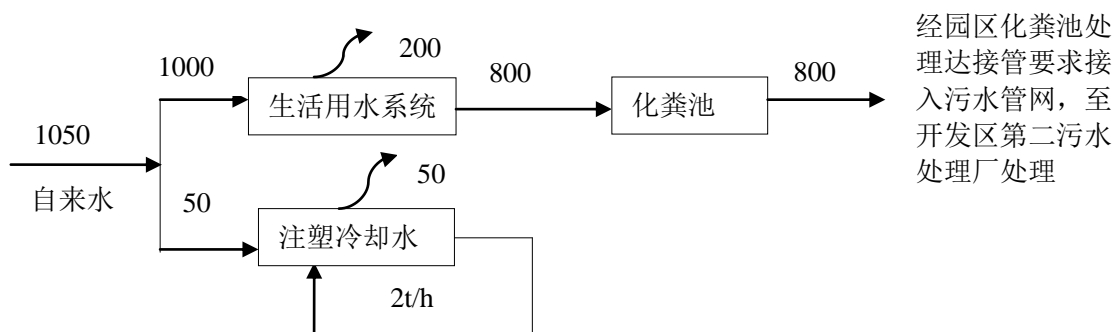 200
1000
800
800
生活用水系统
化粪池
经园区化粪池处
理达接管要求接
入污水管网，至
开发区第二污水
处理厂处理
1050
自来水
50
50
注塑冷却水
2t/h